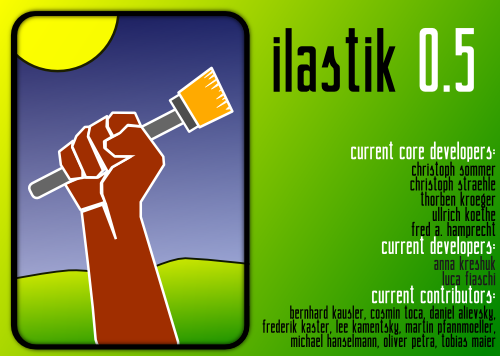 ilastik 0.5
current core developers:
christoph sommer
christoph straehle
thorben kroeger
ullrich koethe
fred a. hamprecht
current developers:
anna kreshuk
luca fiaschi
current contributors:
bernhard kausler, cosmin toca, daniel alievsky,
frederik kaster, lee kamentsky, martin pfannmoeller,
michael hanselmann, oliver petra, tobias maier